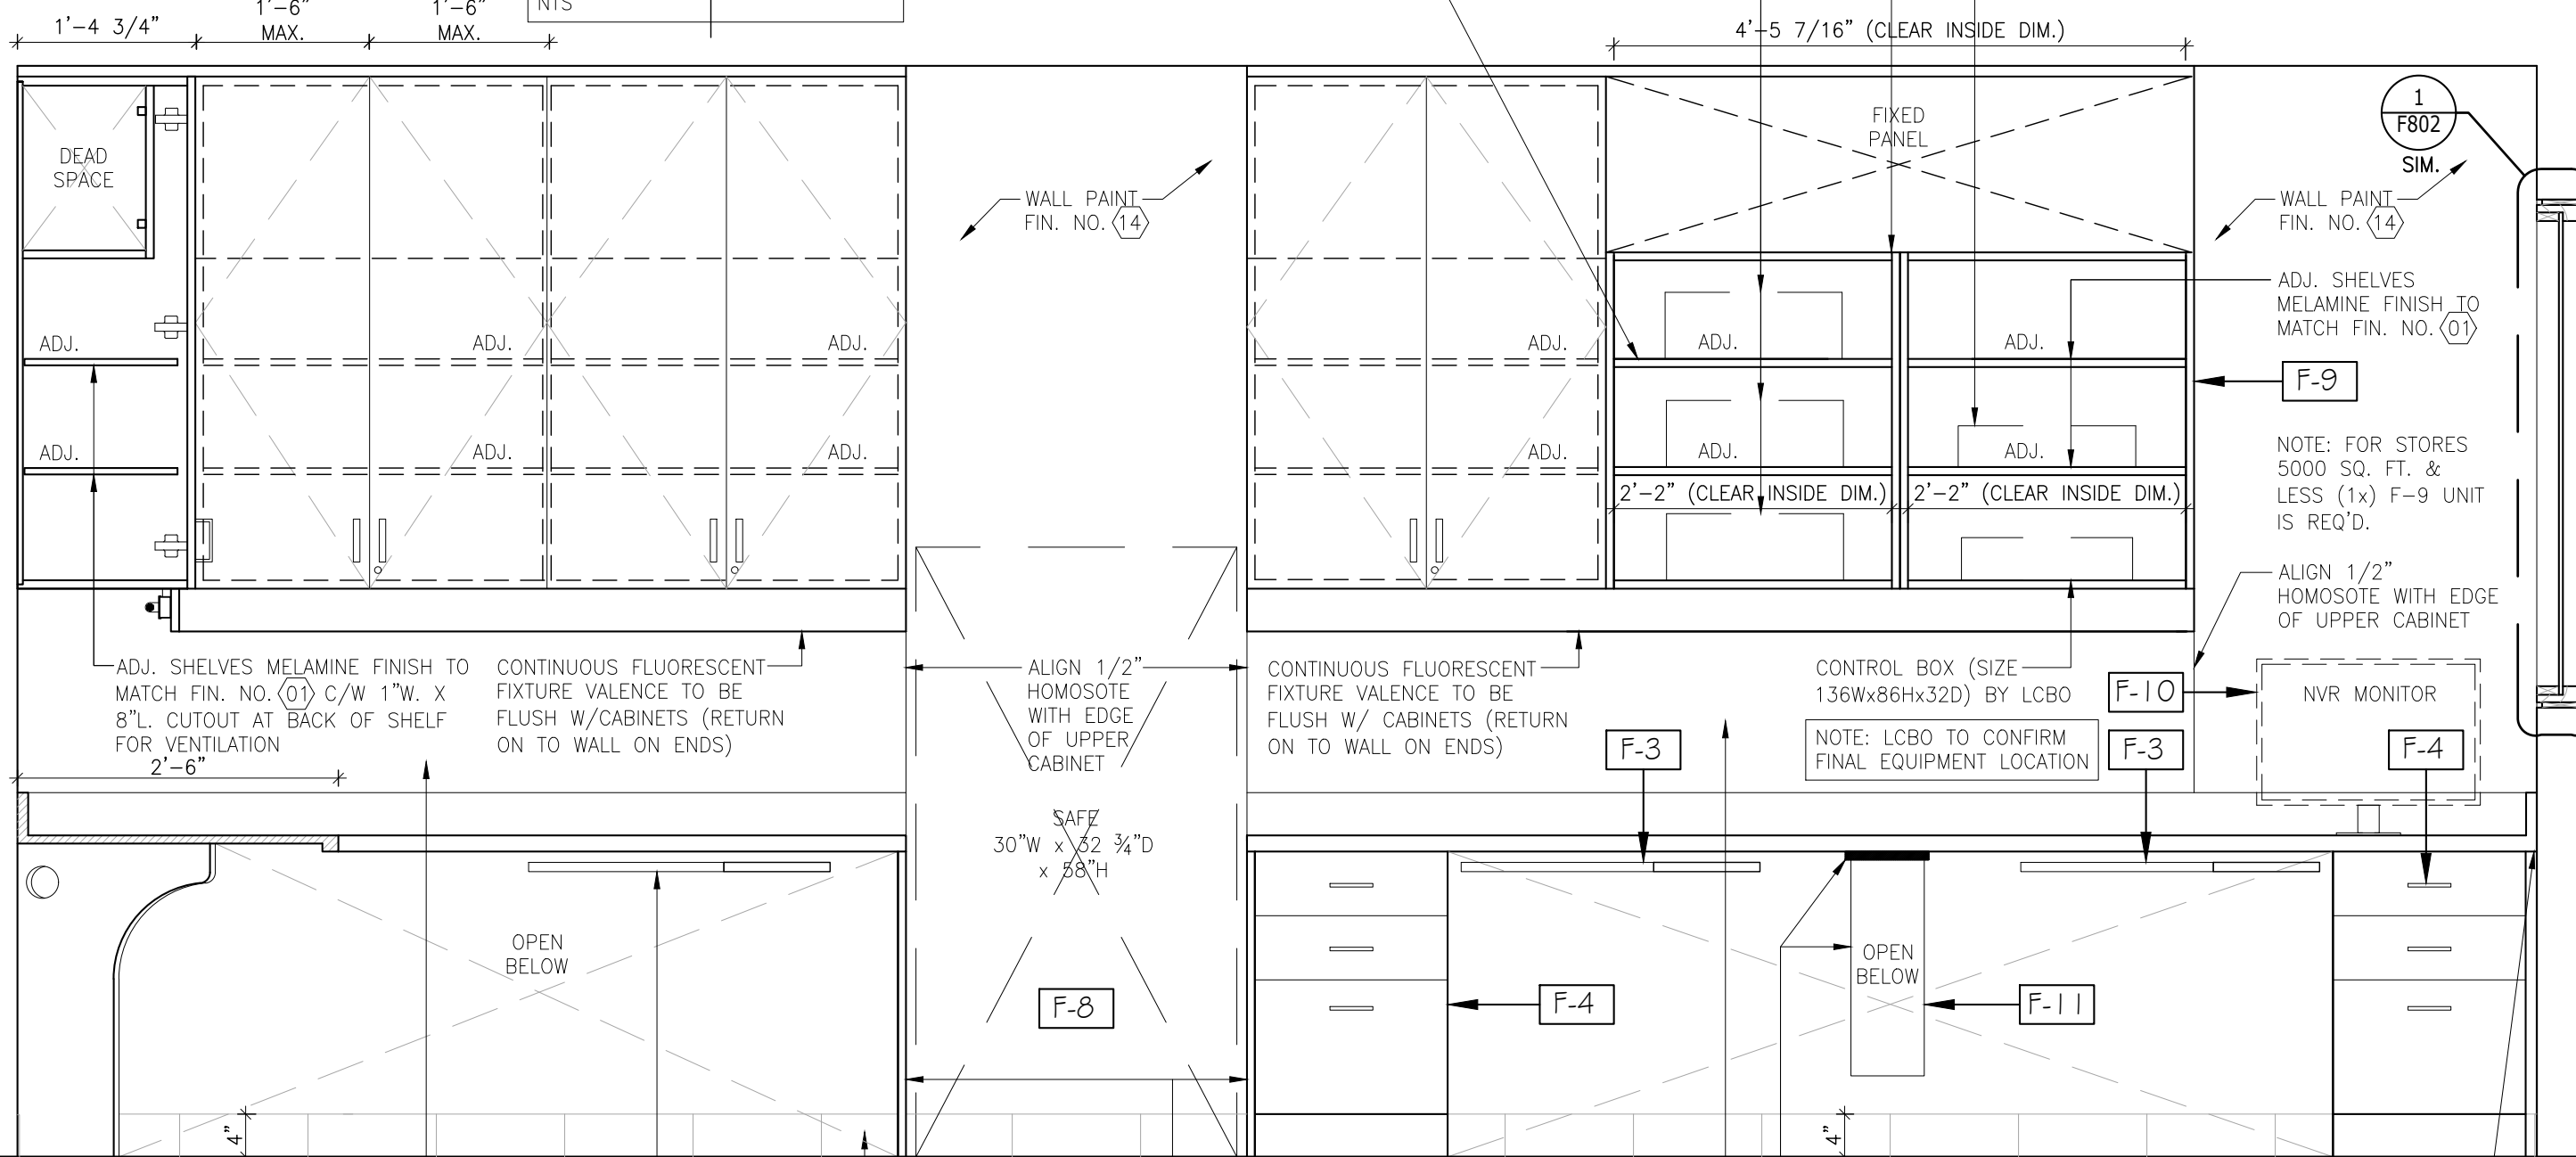 1'-4 3/4"
1'-6"
MAX.
1'-6"
MAX.
NTS
4'-5 7/16" (CLEAR INSIDE DIM.)
DEAD
SPACE
WALL PAINT
FIN. NO. 14
FIXED
PANEL
1
F802
SIM.
WALL PAINT
FIN. NO. 14
ADJ. SHELVES
MELAMINE FINISH TO
MATCH FIN. NO. 01
F-9
ADJ.
ADJ.
ADJ.
ADJ.
ADJ.
ADJ.
ADJ.
ADJ.
ADJ.
ADJ.
ADJ.
ADJ.
2'-2" (CLEAR INSIDE DIM.)
2'-2" (CLEAR INSIDE DIM.)
NOTE: FOR STORES
5000 SQ. FT. &
LESS (1x) F-9 UNIT
IS REQ'D.
ALIGN 1/2"
HOMOSOTE WITH EDGE
OF UPPER CABINET
ADJ. SHELVES MELAMINE FINISH TO
MATCH FIN. NO. 01 C/W 1"W. X
8"L. CUTOUT AT BACK OF SHELF
FOR VENTILATION
CONTINUOUS FLUORESCENT
FIXTURE VALENCE TO BE
FLUSH W/CABINETS (RETURN
ON TO WALL ON ENDS)
ALIGN 1/2"
HOMOSOTE
WITH EDGE
OF UPPER
CABINET
CONTINUOUS FLUORESCENT
FIXTURE VALENCE TO BE
FLUSH W/ CABINETS (RETURN
ON TO WALL ON ENDS)
CONTROL BOX (SIZE
136Wx86Hx32D) BY LCBO
F-10
NVR MONITOR
F-3
NOTE: LCBO TO CONFIRM
FINAL EQUIPMENT LOCATION
F-3
F-4
2'-6"
SAFE
30"W x 32 ¾"D
x 58"H
OPEN
BELOW
F-8
F-4
OPEN
BELOW
F-11
4"
4"